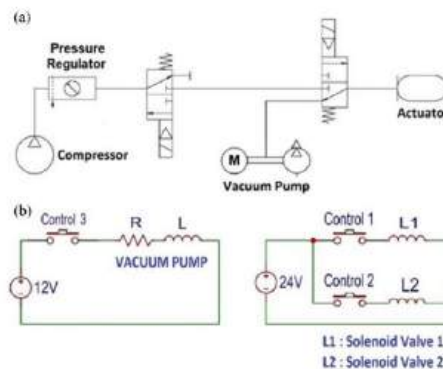 (a)
Pressure
Regulator
Compressor
M
Vacuum Pump
Actuator
(b)
Control 3
R
L
VACUUM PUMP
12V
Control 1
L1
24V
Control 2
L2
L1 : Solenoid Valve 1
L2 : Solenoid Valve 2